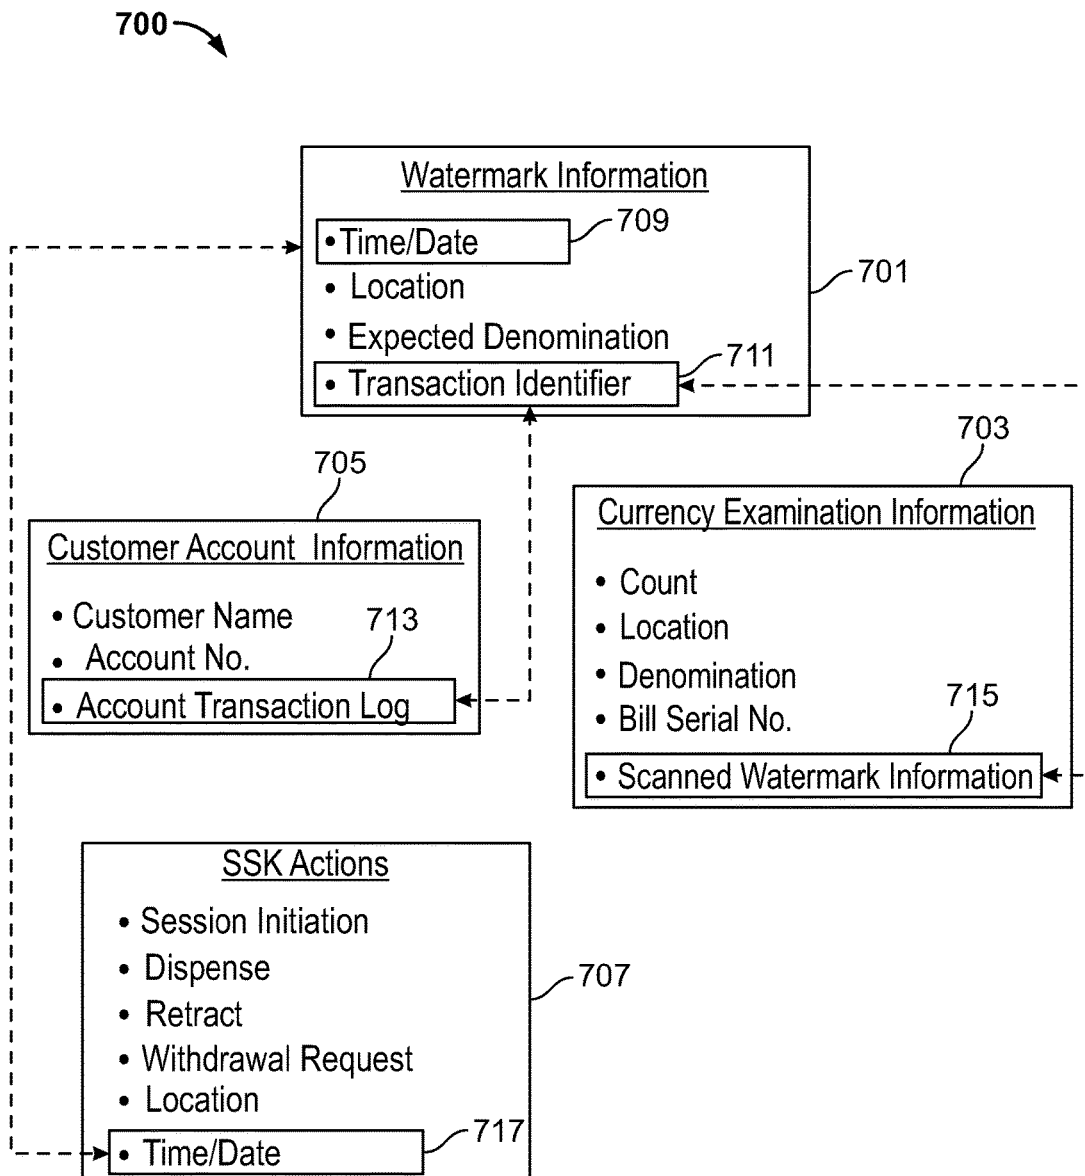 700
Watermark Information
• Time/Date
709
• Location
701
• Expected Denomination
711
• Transaction Identifier
703
Currency Examination Information
• Count
• Location
• Denomination
• Bill Serial No.
715
• Scanned Watermark Information
705
Customer Account Information
• Customer Name
713
• Account No.
• Account Transaction Log
SSK Actions
• Session Initiation
• Dispense
707
• Retract
• Withdrawal Request
• Location
717
• Time/Date